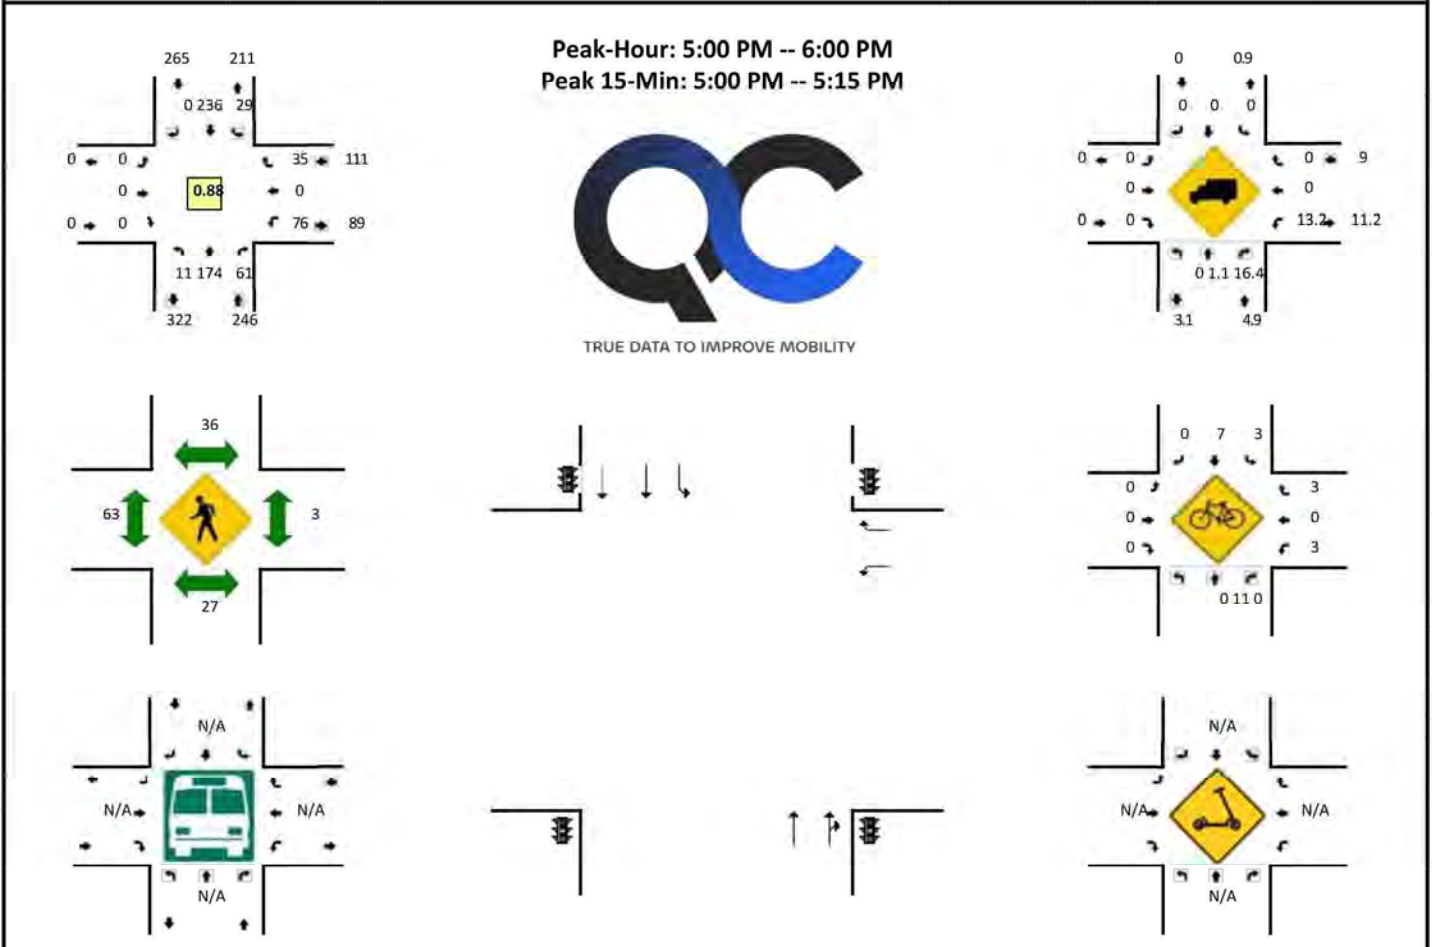 Peak-Hour: 5:00 PM -- 6:00 PM
Peak 15-Min: 5:00 PM -- 5:15 PM
265 211
0 236 29
0 0 35 111
0 0.88 0
0 0 76 89
11 174 61
322 246
QC
TRUE DATA TO IMPROVE MOBILITY
0 0.9
0 0 0
0 0 0 9
0 0
0 0 13.2 11.2
0 1.1 16.4
3.1 4.9
36
63 3
27
0 7 3
0 3
0 0
0 3
0 11 0
N/A
N/A N/A
N/A
N/A
N/A N/A
N/A